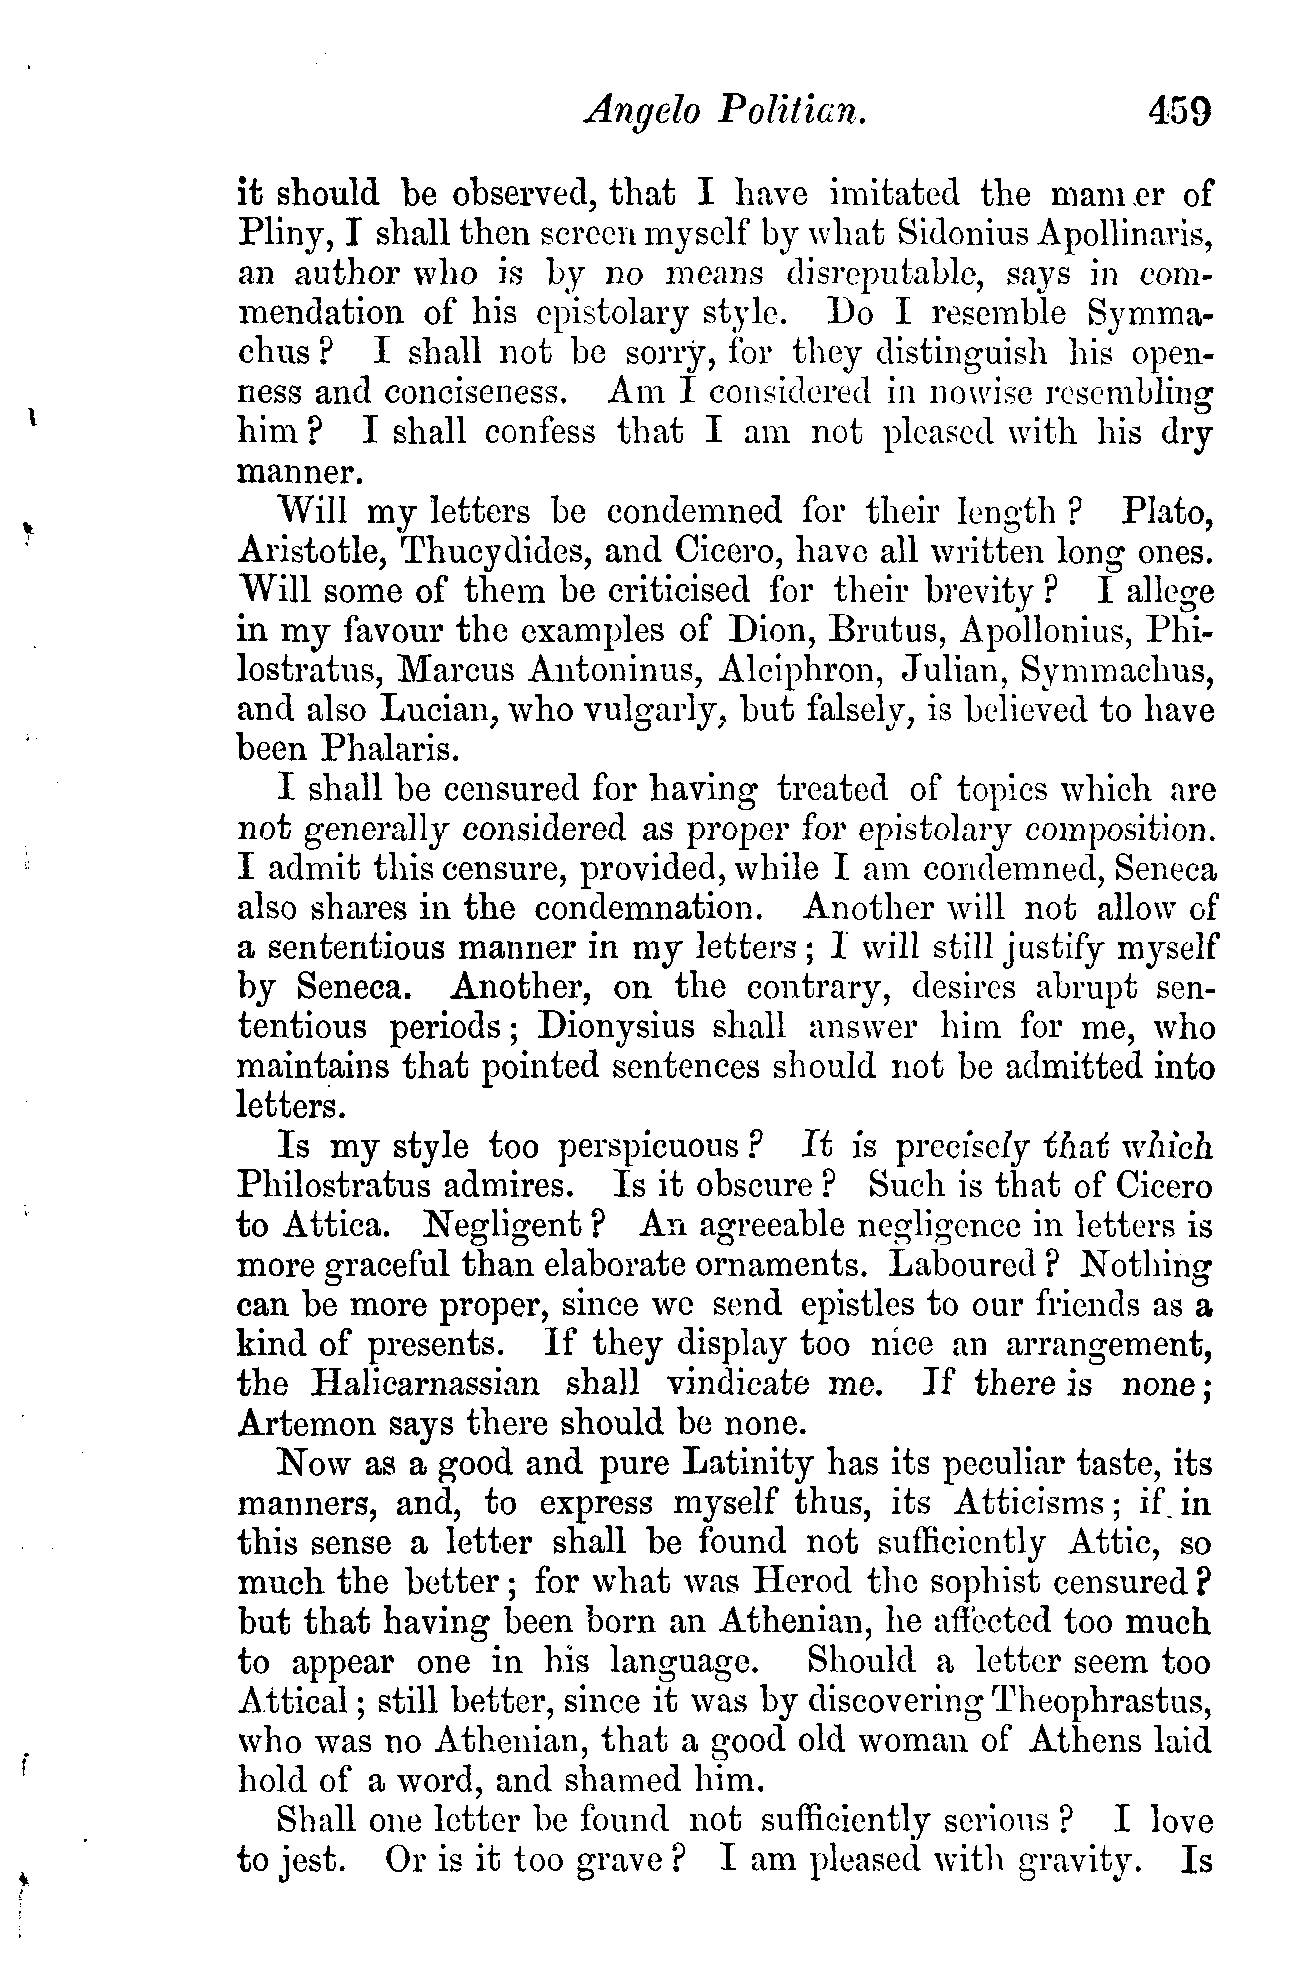 Angelo Politian. 459
it should be observed, that I have imitated the manner of
Pliny, I shall then screen myself by what Sidonius Apollinaris,
an author who is by no means disreputable, says in com-
mendation of his epistolary style. Do I resemble Symma-
chus? I shall not be sorry, for they distinguish his open-
ness and conciseness. Am I considered in nowise resembling
him? I shall confess that I am not pleased with his dry
manner.
Will my letters be condemned for their length? Plato,
Aristotle, Thucydides, and Cicero, have all written long ones.
Will some of them be criticised for their brevity? I allege
in my favour the examples of Dion, Brutus, Apollonius, Phi-
lostratus, Marcus Antoninus, Alciphron, Julian, Symmachus,
and also Lucian, who vulgarly, but falsely, is believed to have
been Phalaris.
I shall be censured for having treated of topics which are
not generally considered as proper for epistolary composition.
I admit this censure, provided, while I am condemned, Seneca
also shares in the condemnation. Another will not allow of
a sententious manner in my letters; I will still justify myself
by Seneca. Another, on the contrary, desires abrupt sen-
tentious periods; Dionysius shall answer him for me, who
maintains that pointed sentences should not be admitted into
letters.
Is my style too perspicuous? It is precisely that which
Philostratus admires. Is it obscure? Such is that of Cicero
to Attica. Negligent? An agreeable negligence in letters is
more graceful than elaborate ornaments. Laboured? Nothing
can be more proper, since we send epistles to our friends as a
kind of presents. If they display too nice an arrangement,
the Halicarnassian shall vindicate me. If there is none;
Artemon says there should be none.
Now as a good and pure Latinity has its peculiar taste, its
manners, and, to express myself thus, its Atticisms; if in
this sense a letter shall be found not sufficiently Attic, so
much the better; for what was Herod the sophist censured?
but that having been born an Athenian, he affected too much
to appear one in his language. Should a letter seem too
Attical; still better, since it was by discovering Theophrastus,
who was no Athenian, that a good old woman of Athens laid
hold of a word, and shamed him.
Shall one letter be found not sufficiently serious? I love
to jest. Or is it too grave? I am pleased with gravity. Is